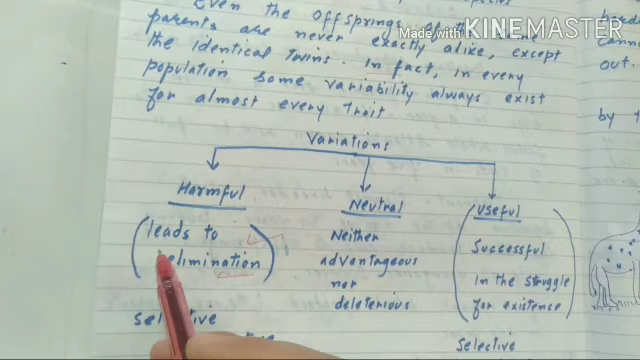 Even the offsprings of the
Made with KINEMASTER
parents are never exactly alike, except
the identical twins. In fact, in every
population some variability always exist
for almost every trait
out.
by
Variations
Harmful
(leads to
elimination)
Selective
Neutral
Neither
advantageous
nor
deleterious
(Useful
Successful
In the struggle
for existence)
Selective